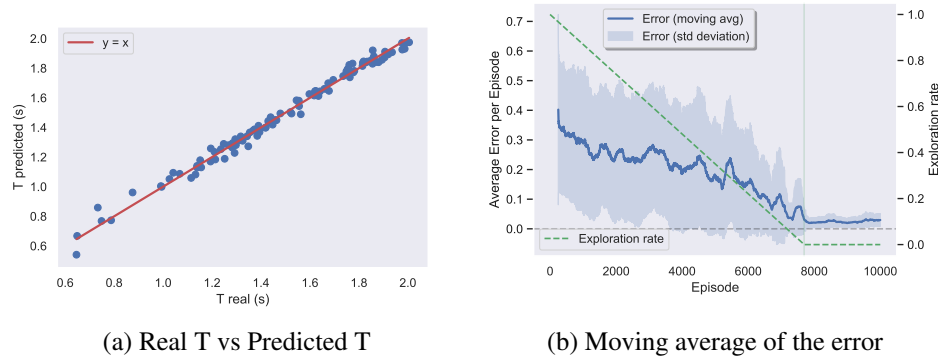 y = x
T predicted (s)
2.0
1.8
1.6
1.4
1.2
1.0
0.8
0.6
0.6 0.8 1.0 1.2 1.4 1.6 1.8 2.0
T real (s)
(a) Real T vs Predicted T
Error (moving avg)
Error (std deviation)
Average Error per Episode
0.7
0.6
0.5
0.4
0.3
0.2
0.1
0.0
Exploration rate
1.0
0.8
0.6
0.4
0.2
0.0
Exploration rate
0 2000 4000 6000 8000 10000
Episode
(b) Moving average of the error